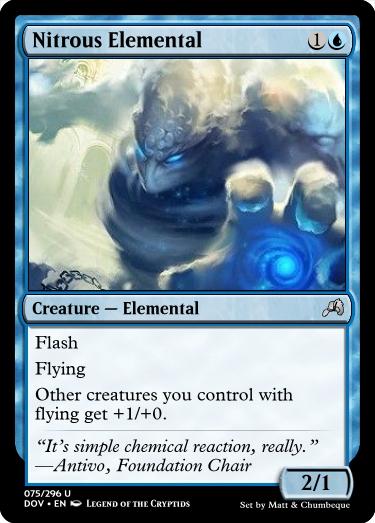 Nitrous Elemental 1
Creature — Elemental
Flash
Flying
Other creatures you control with
flying get +1/+0.
“It’s simple chemical reaction, really.”
—Antivo, Foundation Chair
2/1
075/296 U
DOV • EN Legend of the Cryptids
Set by Matt & Chumbeque